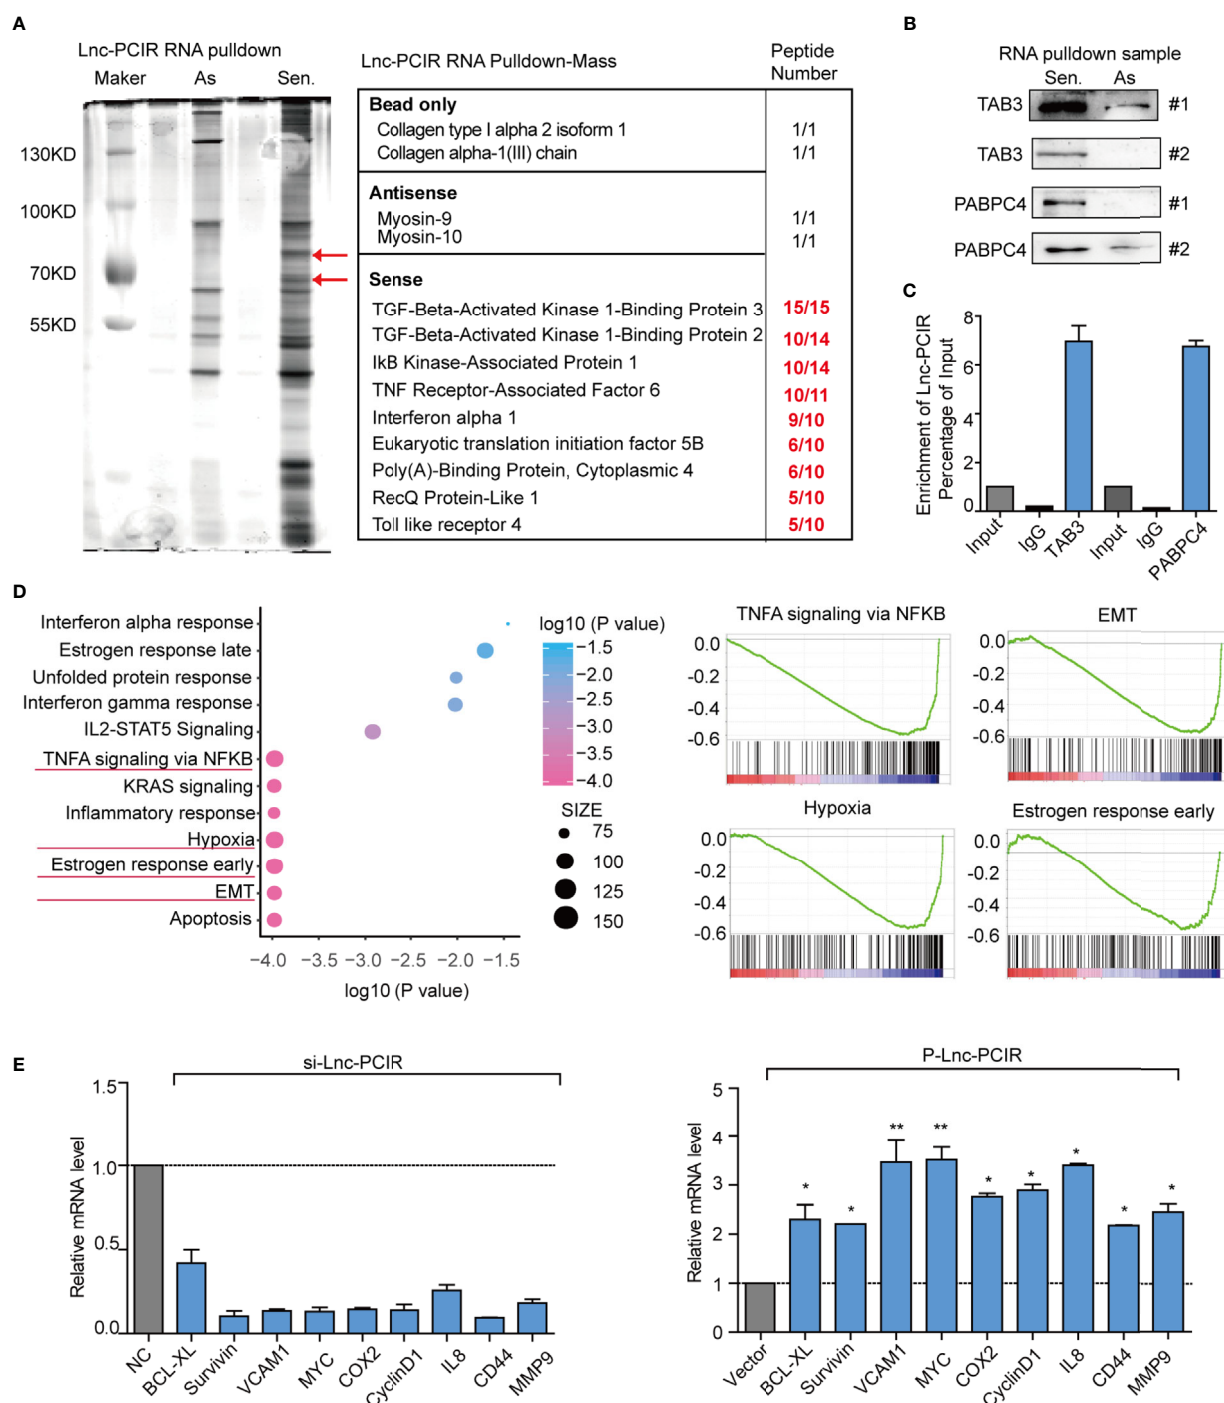 A
Lnc-PCIR RNA pulldown
Maker As Sen.
130KD
100KD
70KD
55KD
Lnc-PCIR RNA Pulldown-Mass
Peptide
Number
Bead only
Collagen type I alpha 2 isoform 1 1/1
Collagen alpha-1(III) chain 1/1
Antisense
Myosin-9 1/1
Myosin-10 1/1
Sense
TGF-Beta-Activated Kinase 1-Binding Protein 3 15/15
TGF-Beta-Activated Kinase 1-Binding Protein 2 10/14
IkB Kinase-Associated Protein 1 10/14
TNF Receptor-Associated Factor 6 10/11
Interferon alpha 1 9/10
Eukaryotic translation initiation factor 5B 6/10
Poly(A)-Binding Protein, Cytoplasmic 4 6/10
RecQ Protein-Like 1 5/10
Toll like receptor 4 5/10
B
RNA pulldown sample
Sen. As
TAB3 #1
TAB3 #2
PABPC4 #1
PABPC4 #2
C
Enrichment of Lnc-PCIR
Percentage of Input
8
6
4
2
0
Input
IgG
TAB3
Input
IgG
PABPC4
D
Interferon alpha response
Estrogen response late
Unfolded protein response
Interferon gamma response
IL2-STAT5 Signaling
TNFA signaling via NFKB
KRAS signaling
Inflammatory response
Hypoxia
Estrogen response early
EMT
Apoptosis
−4.0 −3.5 −3.0 −2.5 −2.0 −1.5
log10 (P value)
log10 (P value)
−1.5
−2.0
−2.5
−3.0
−3.5
−4.0
SIZE
75
100
125
150
TNFA signaling via NFKB
0.0
-0.2
-0.4
-0.6
EMT
0.0
-0.2
-0.4
-0.6
Hypoxia
0.0
-0.2
-0.4
-0.6
Estrogen response early
0.0
-0.2
-0.4
-0.6
E
si-Lnc-PCIR
Relative mRNA level
1.5
1.0
0.5
0.0
NC
BCL-XL
Survivin
VCAM1
MYC
COX2
CyclinD1
IL8
CD44
MMP9
P-Lnc-PCIR
Relative mRNA level
5
4
3
2
1
0
* * ** ** * * * * *
Vector
BCL-XL
Survivin
VCAM1
MYC
COX2
CyclinD1
IL8
CD44
MMP9